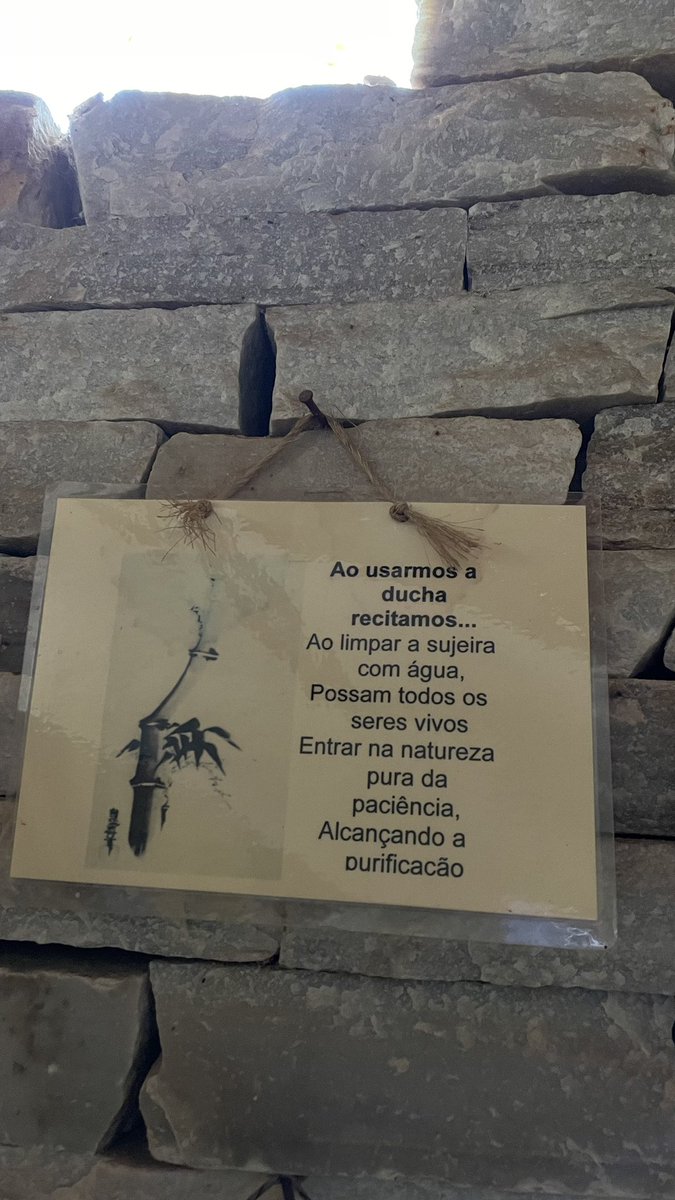 Ao usarmos a
ducha
recitamos...
Ao limpar a sujeira
com água,
Possam todos os
seres vivos
Entrar na natureza
pura da
paciência,
Alcançando a
purificação